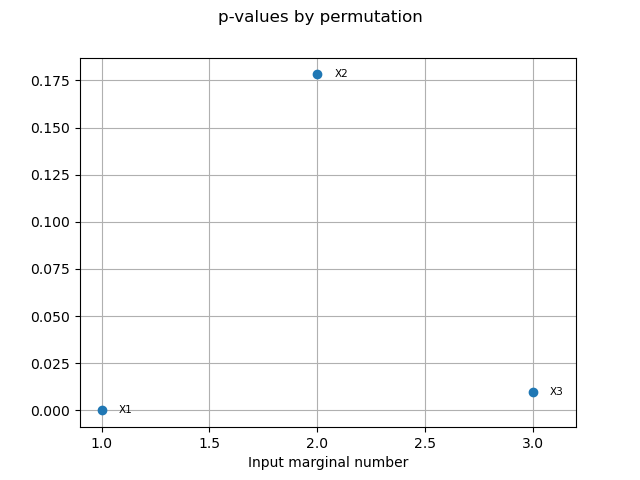 p-values by permutation
0.175
X2
0.150
0.125
0.100
0.075
0.050
0.025
X3
0.000
X1
1.0 1.5 2.0 2.5 3.0
Input marginal number